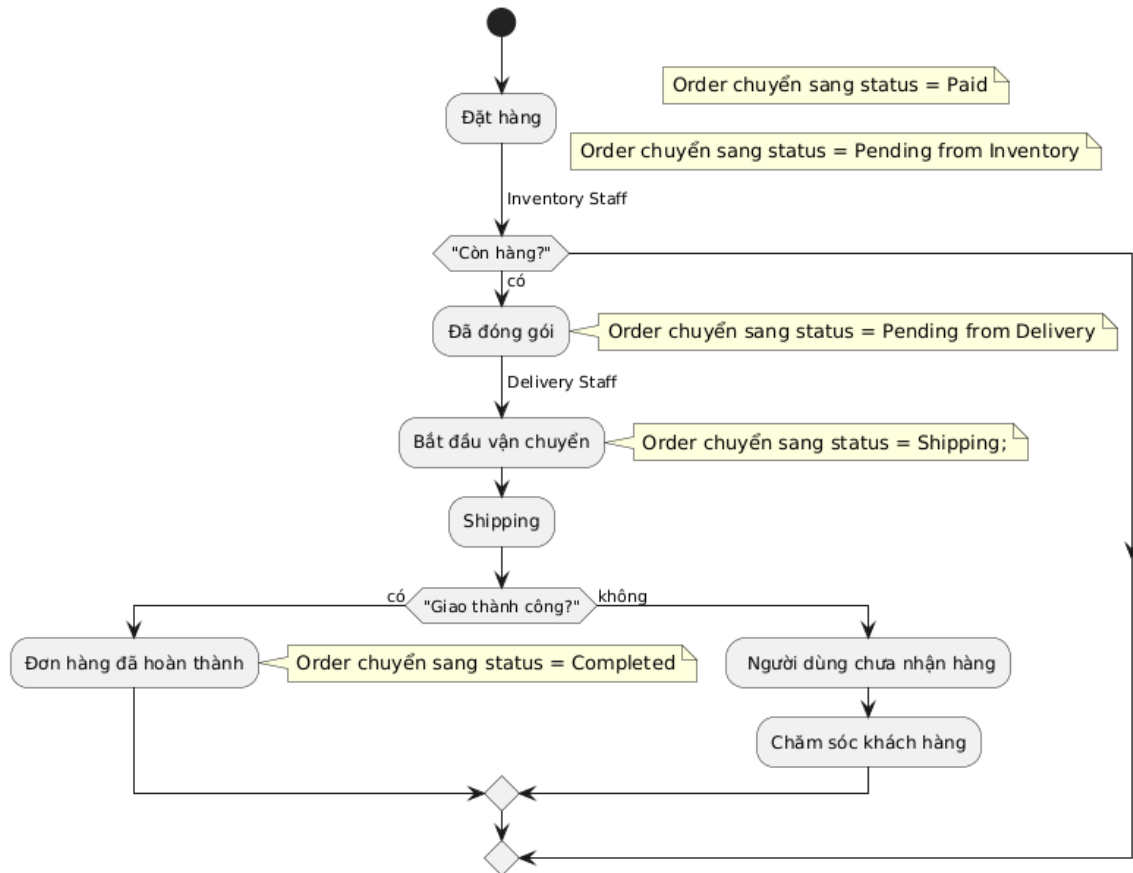 Order chuyển sang status = Paid
Đặt hàng
Order chuyển sang status = Pending from Inventory
Inventory Staff
"Còn hàng?"
có
Đã đóng gói
Order chuyển sang status = Pending from Delivery
Delivery Staff
Bắt đầu vận chuyển
Order chuyển sang status = Shipping;
Shipping
có
"Giao thành công?"
không
Đơn hàng đã hoàn thành
Order chuyển sang status = Completed
Người dùng chưa nhận hàng
Chăm sóc khách hàng